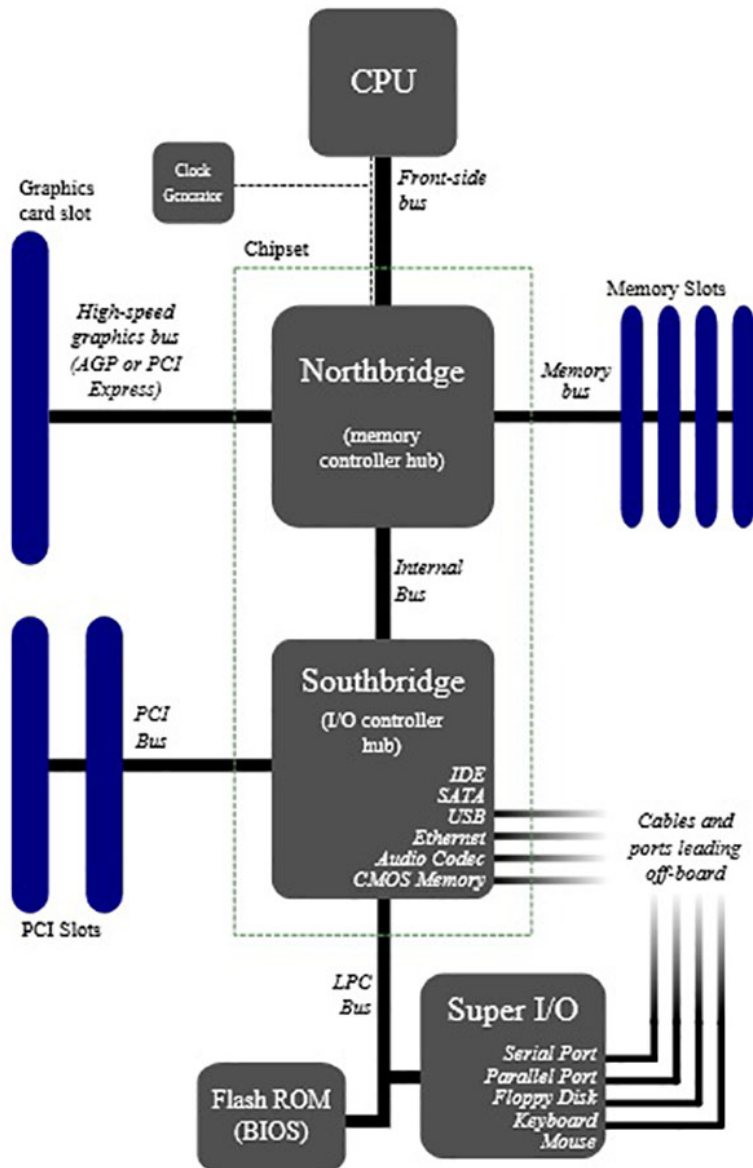 CPU
Clock
Generator
Front-side
bus
Graphics
card slot
Chipset
High-speed
graphics bus
(AGP or PCI
Express)
Northbridge
(memory
controller hub)
Memory
bus
Memory Slots
Internal
Bus
Southbridge
(I/O controller
hub)
PCI
Bus
IDE
SATA
USB
Ethernet
Audio Codec
CMOS Memory
Cables and
ports leading
off-board
PCI Slots
LPC
Bus
Super I/O
Serial Port
Parallel Port
Floppy Disk
Keyboard
Mouse
Flash ROM
(BIOS)